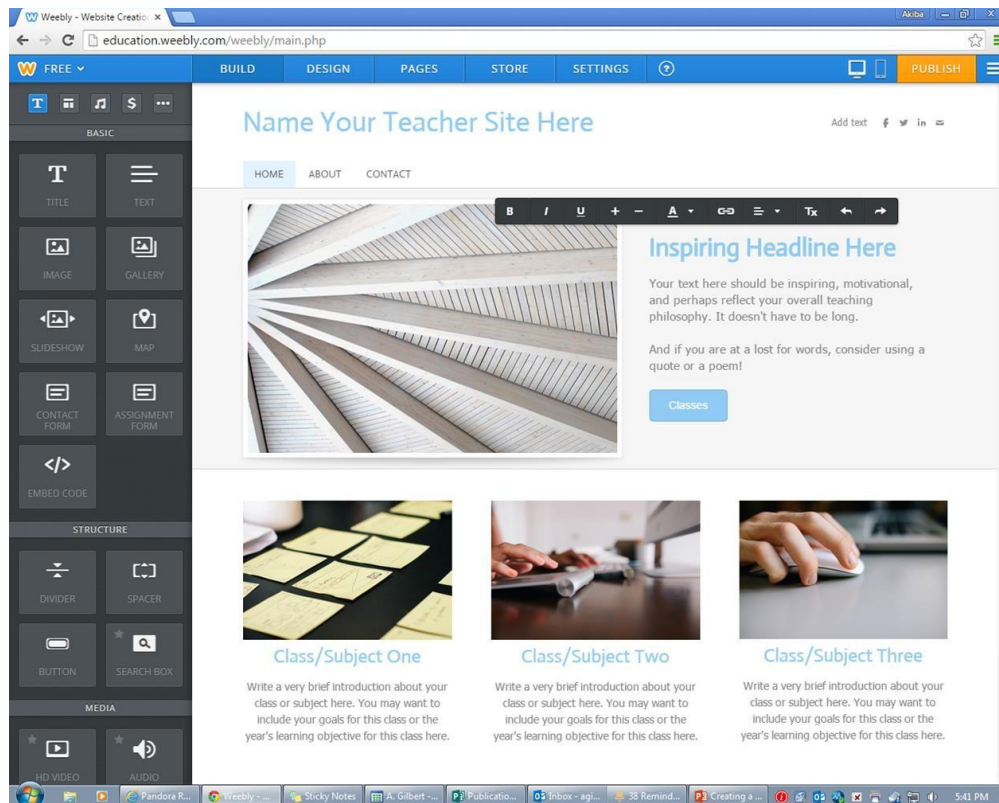 Weebly - Website Creatio
Akiba
education.weebly.com/weebly/main.php
FREE
BUILD
DESIGN
PAGES
STORE
SETTINGS
PUBLISH
BASIC
TITLE
TEXT
IMAGE
GALLERY
SLIDESHOW
MAP
CONTACT FORM
ASSIGNMENT FORM
EMBED CODE
STRUCTURE
DIVIDER
SPACER
BUTTON
SEARCH BOX
MEDIA
HD VIDEO
AUDIO
Name Your Teacher Site Here
Add text
HOME
ABOUT
CONTACT
B I U + - A Tx
Inspiring Headline Here
Your text here should be inspiring, motivational,
and perhaps reflect your overall teaching
philosophy. It doesn't have to be long.
And if you are at a lost for words, consider using a
quote or a poem!
Classes
Class/Subject One
Write a very brief introduction about your
class or subject here. You may want to
include your goals for this class or the
year's learning objective for this class here.
Class/Subject Two
Write a very brief introduction about your
class or subject here. You may want to
include your goals for this class or the
year's learning objective for this class here.
Class/Subject Three
Write a very brief introduction about your
class or subject here. You may want to
include your goals for this class or the
year's learning objective for this class here.
Pandora R...
Weebly - ...
Sticky Notes
A. Gilbert -...
Publicatio...
Inbox - agi...
38 Remind...
Creating a ...
5:41 PM